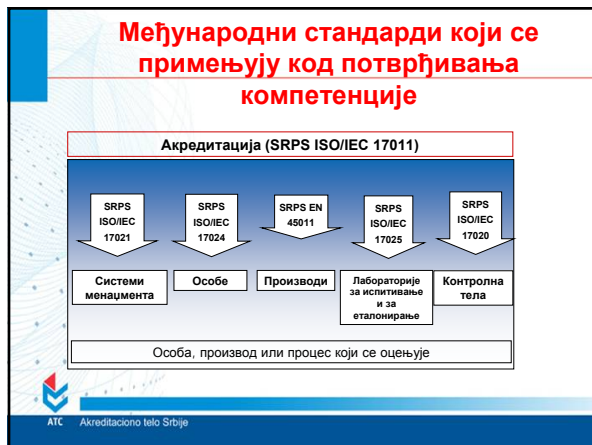 Међународни стандарди који се
примењују код потврђивања
компетенције
Акредитација (SRPS ISO/IEC 17011)
SRPS
ISO/IEC
17021
SRPS
ISO/IEC
17024
SRPS EN
45011
SRPS
ISO/IEC
17025
SRPS
ISO/IEC
17020
Системи
менаџмента
Особе
Производи
Лабораторије
за испитивање
и за
еталонирање
Контролна
тела
Особа, производ или процес који се оцењује
ATC Akreditaciono telo Srbije